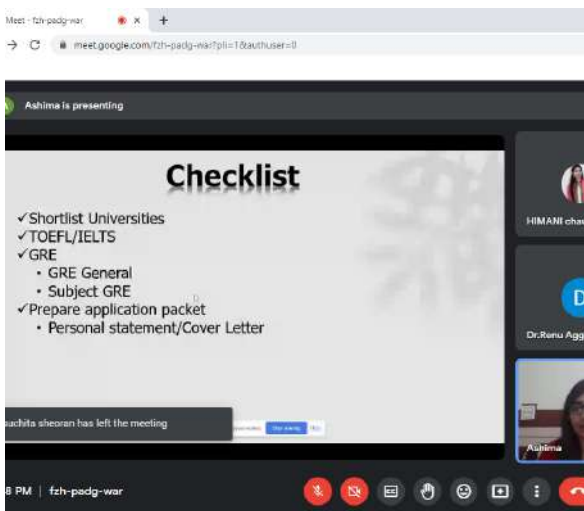 Meet - fzh-padg-war
meet.google.com/fzh-padg-war?pli=1&authuser=0
Ashima is presenting
Checklist
✓Shortlist Universities
✓TOEFL/IELTS
✓GRE
• GRE General
• Subject GRE
✓Prepare application packet
• Personal statement/Cover Letter
suchita sheoran has left the meeting
HIMANI chau
D
Dr.Renu Agg
Ashima
8 PM | fzh-padg-war